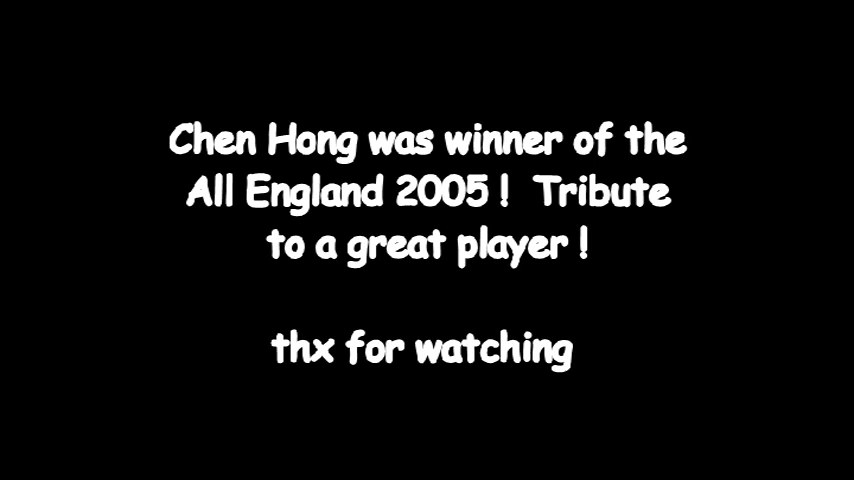 Chen Hong was winner of the
All England 2005 ! Tribute
to a great player !
thx for watching